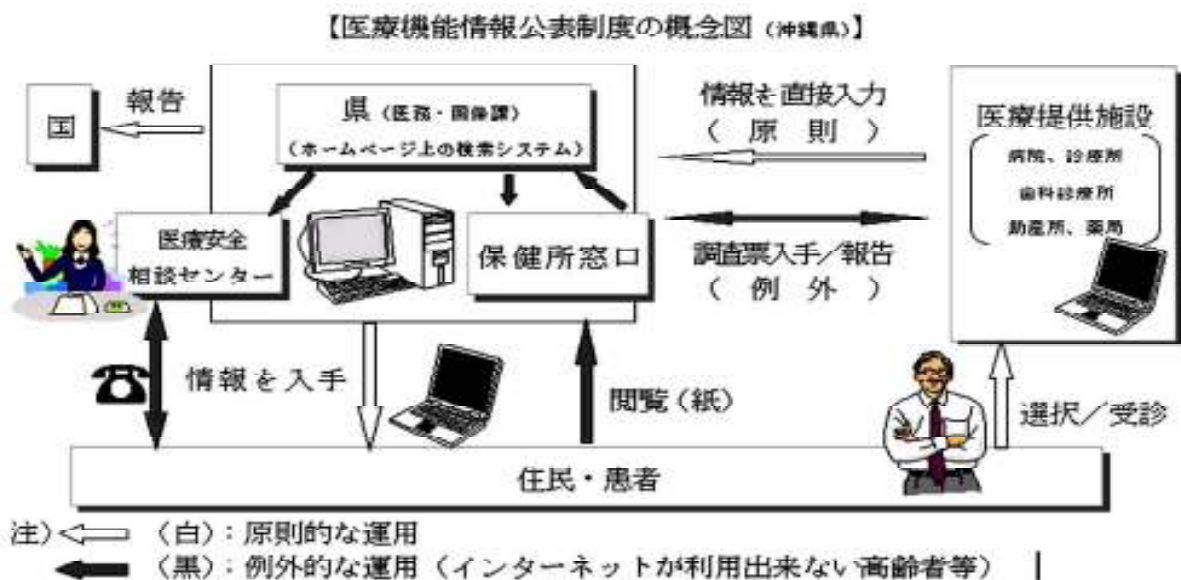 【医療機能情報公表制度の概念図（沖縄県）】
国
報告
県（医務・国保課）
（ホームページ上の検索システム）
情報を直接入力
（ 原 則 ）
医療提供施設
病院、診療所
歯科診療所
助産所、薬局
医療安全
相談センター
保健所窓口
調査票入手／報告
（ 例 外 ）
情報を入手
閲覧（紙）
選択／受診
住民・患者
注） （白）：原則的な運用
（黒）：例外的な運用（インターネットが利用出来ない高齢者等）